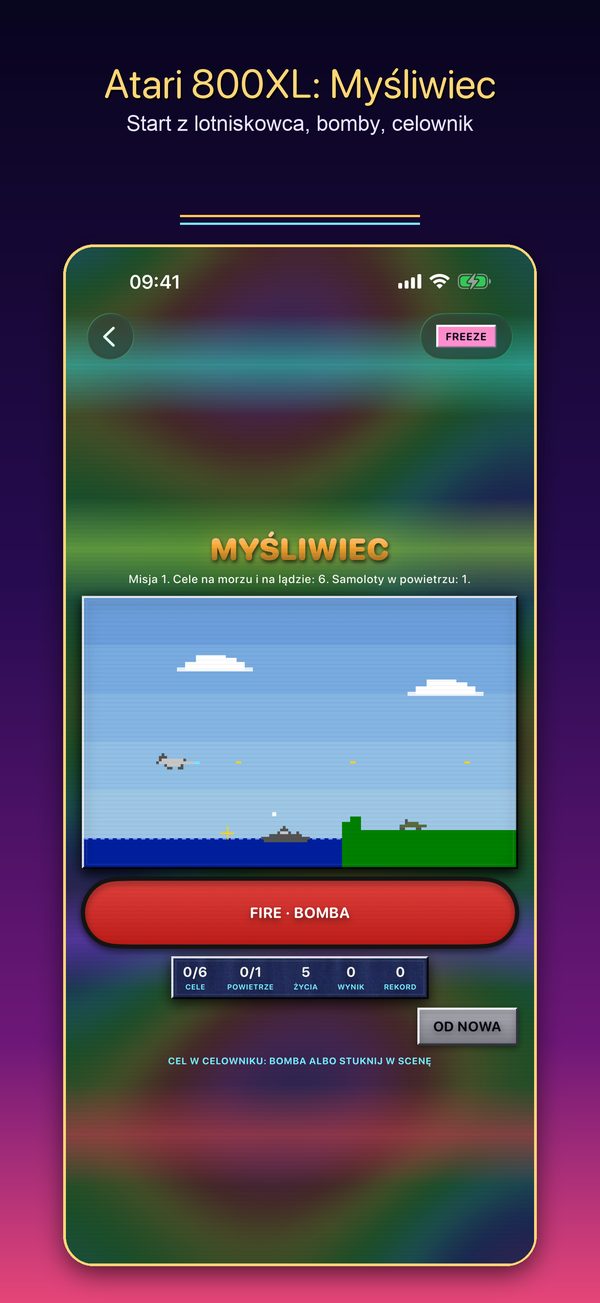 Atari 800XL: Myśliwiec
Start z lotniskowca, bomby, celownik
09:41
FREEZE
MYŚLIWIEC
Misja 1. Cele na morzu i na lądzie: 6. Samoloty w powietrzu: 1.
FIRE · BOMBA
0/6 0/1 5 0 0
CELE POWIETRZE ŻYCIA WYNIK REKORD
OD NOWA
CEL W CELOWNIKU: BOMBA ALBO STUKNIJ W SCENĘ